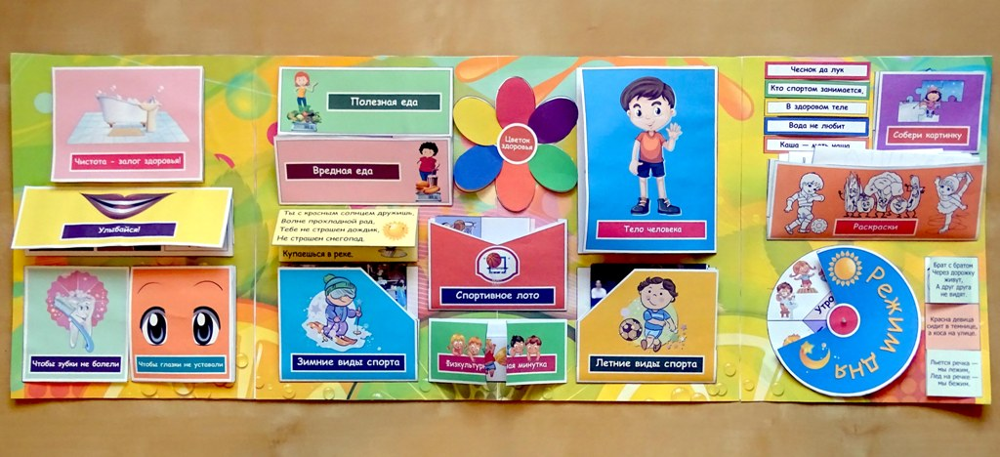 Чистота - залог здоровья!
Улыбайся!
Чтобы зубки не болели
Чтобы глазки не уставали
Полезная еда
Вредная еда
Ты с красным солнцем дружишь,
Волне прохладной рад,
Тебе не страшен дождик,
Не страшен снегопад.
Купаешься в реке.
Зимние виды спорта
Цветок
здоровья
Спортивное лото
Физкультурная минутка
Тело человека
Летние виды спорта
Чеснок да лук
Кто спортом занимается,
В здоровом теле
Вода не любит
Каша — мать наша
Собери картинку
Раскраски
Режим дня
Утро
Брат с братом
Через дорожку
живут,
А друг друга
не видят.
Красна девица
сидит в темнице,
а коса на улице.
Льется речка —
мы лежим,
Лед на речке —
мы бежим.